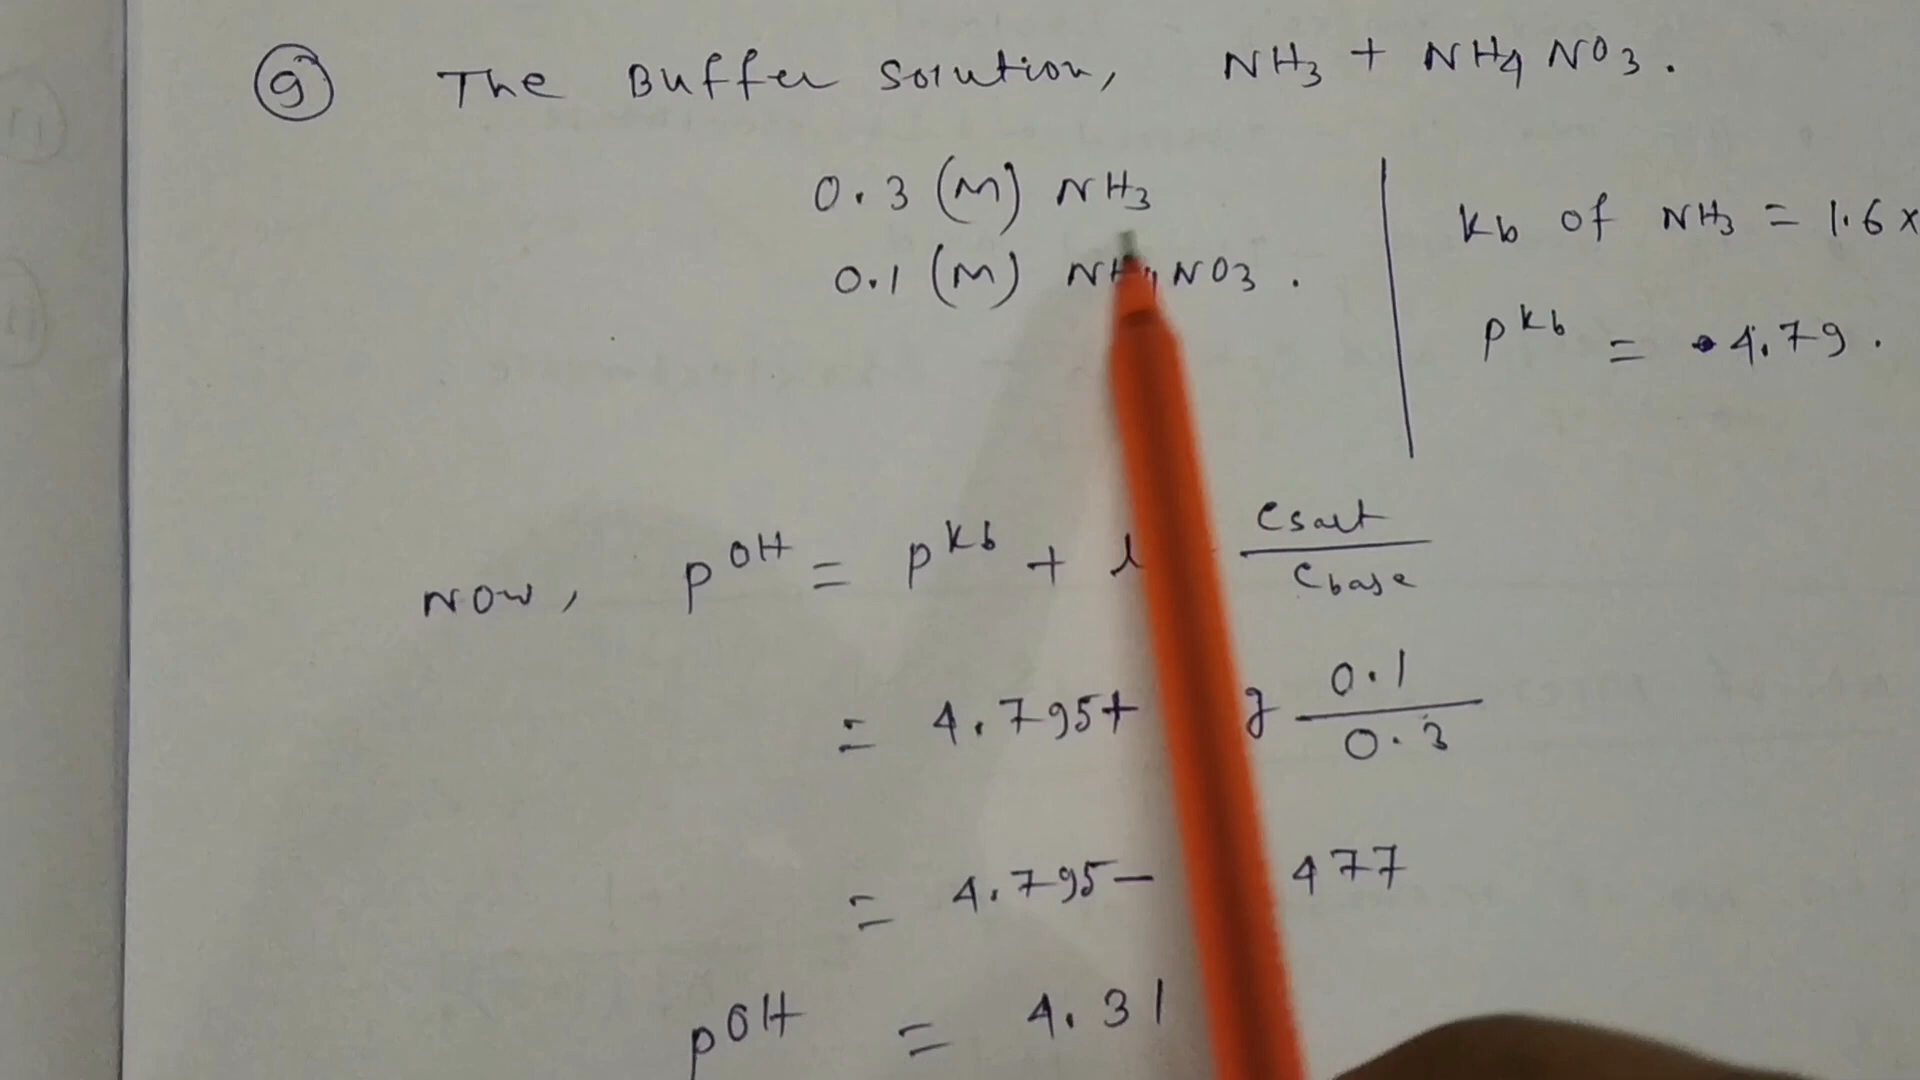 9 The Buffer solution, NH3 + NH4 NO3.
0.3 (M) NH3
0.1 (M) NH4NO3.
Kb of NH3 = 1.6 x
pKb = 4.79.
Now, pOH = pKb + Csalt / Cbase
= 4.795+ 0.1 / 0.3
= 4.795- 477
pOH = 4.31